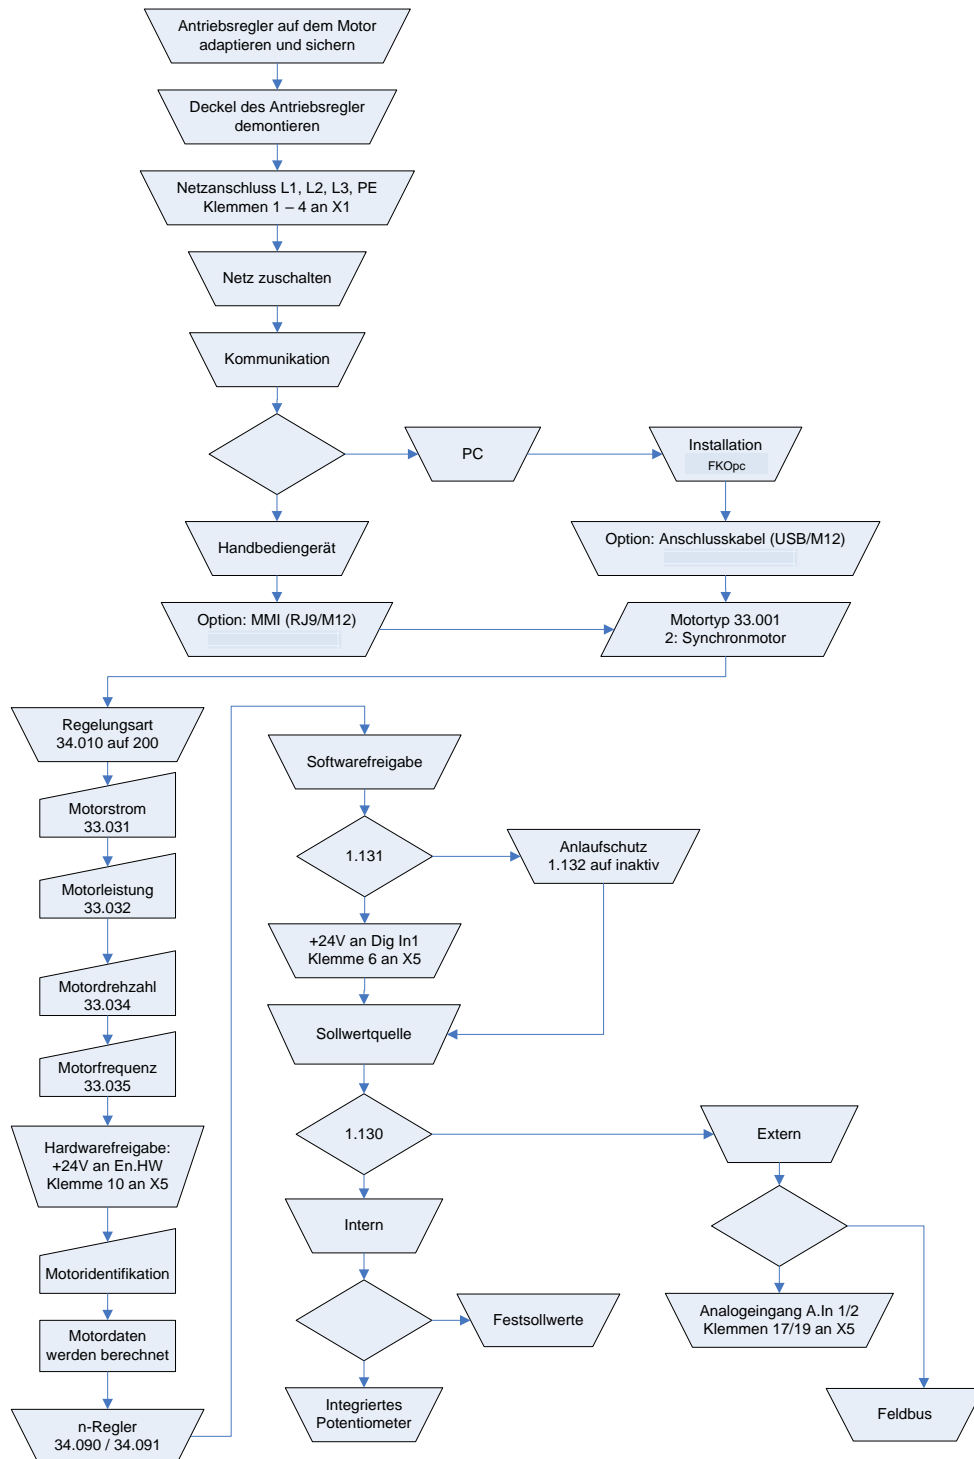 Antriebsregler auf dem Motor
adaptieren und sichern
Deckel des Antriebsregler
demontieren
Netzanschluss L1, L2, L3, PE
Klemmen 1 – 4 an X1
Netz zuschalten
Kommunikation
PC
Installation
FKOpc
Handbediengerät
Option: Anschlusskabel (USB/M12)
Option: MMI (RJ9/M12)
Motortyp 33.001
2: Synchronmotor
Regelungsart
34.010 auf 200
Motorstrom
33.031
Motorleistung
33.032
Motordrehzahl
33.034
Motorfrequenz
33.035
Hardwarefreigabe:
+24V an En.HW
Klemme 10 an X5
Motoridentifikation
Motordaten
werden berechnet
n-Regler
34.090 / 34.091
Softwarefreigabe
1.131
Anlaufschutz
1.132 auf inaktiv
+24V an Dig In1
Klemme 6 an X5
Sollwertquelle
1.130
Extern
Intern
Festsollwerte
Integriertes
Potentiometer
Analogeingang A.In 1/2
Klemmen 17/19 an X5
Feldbus